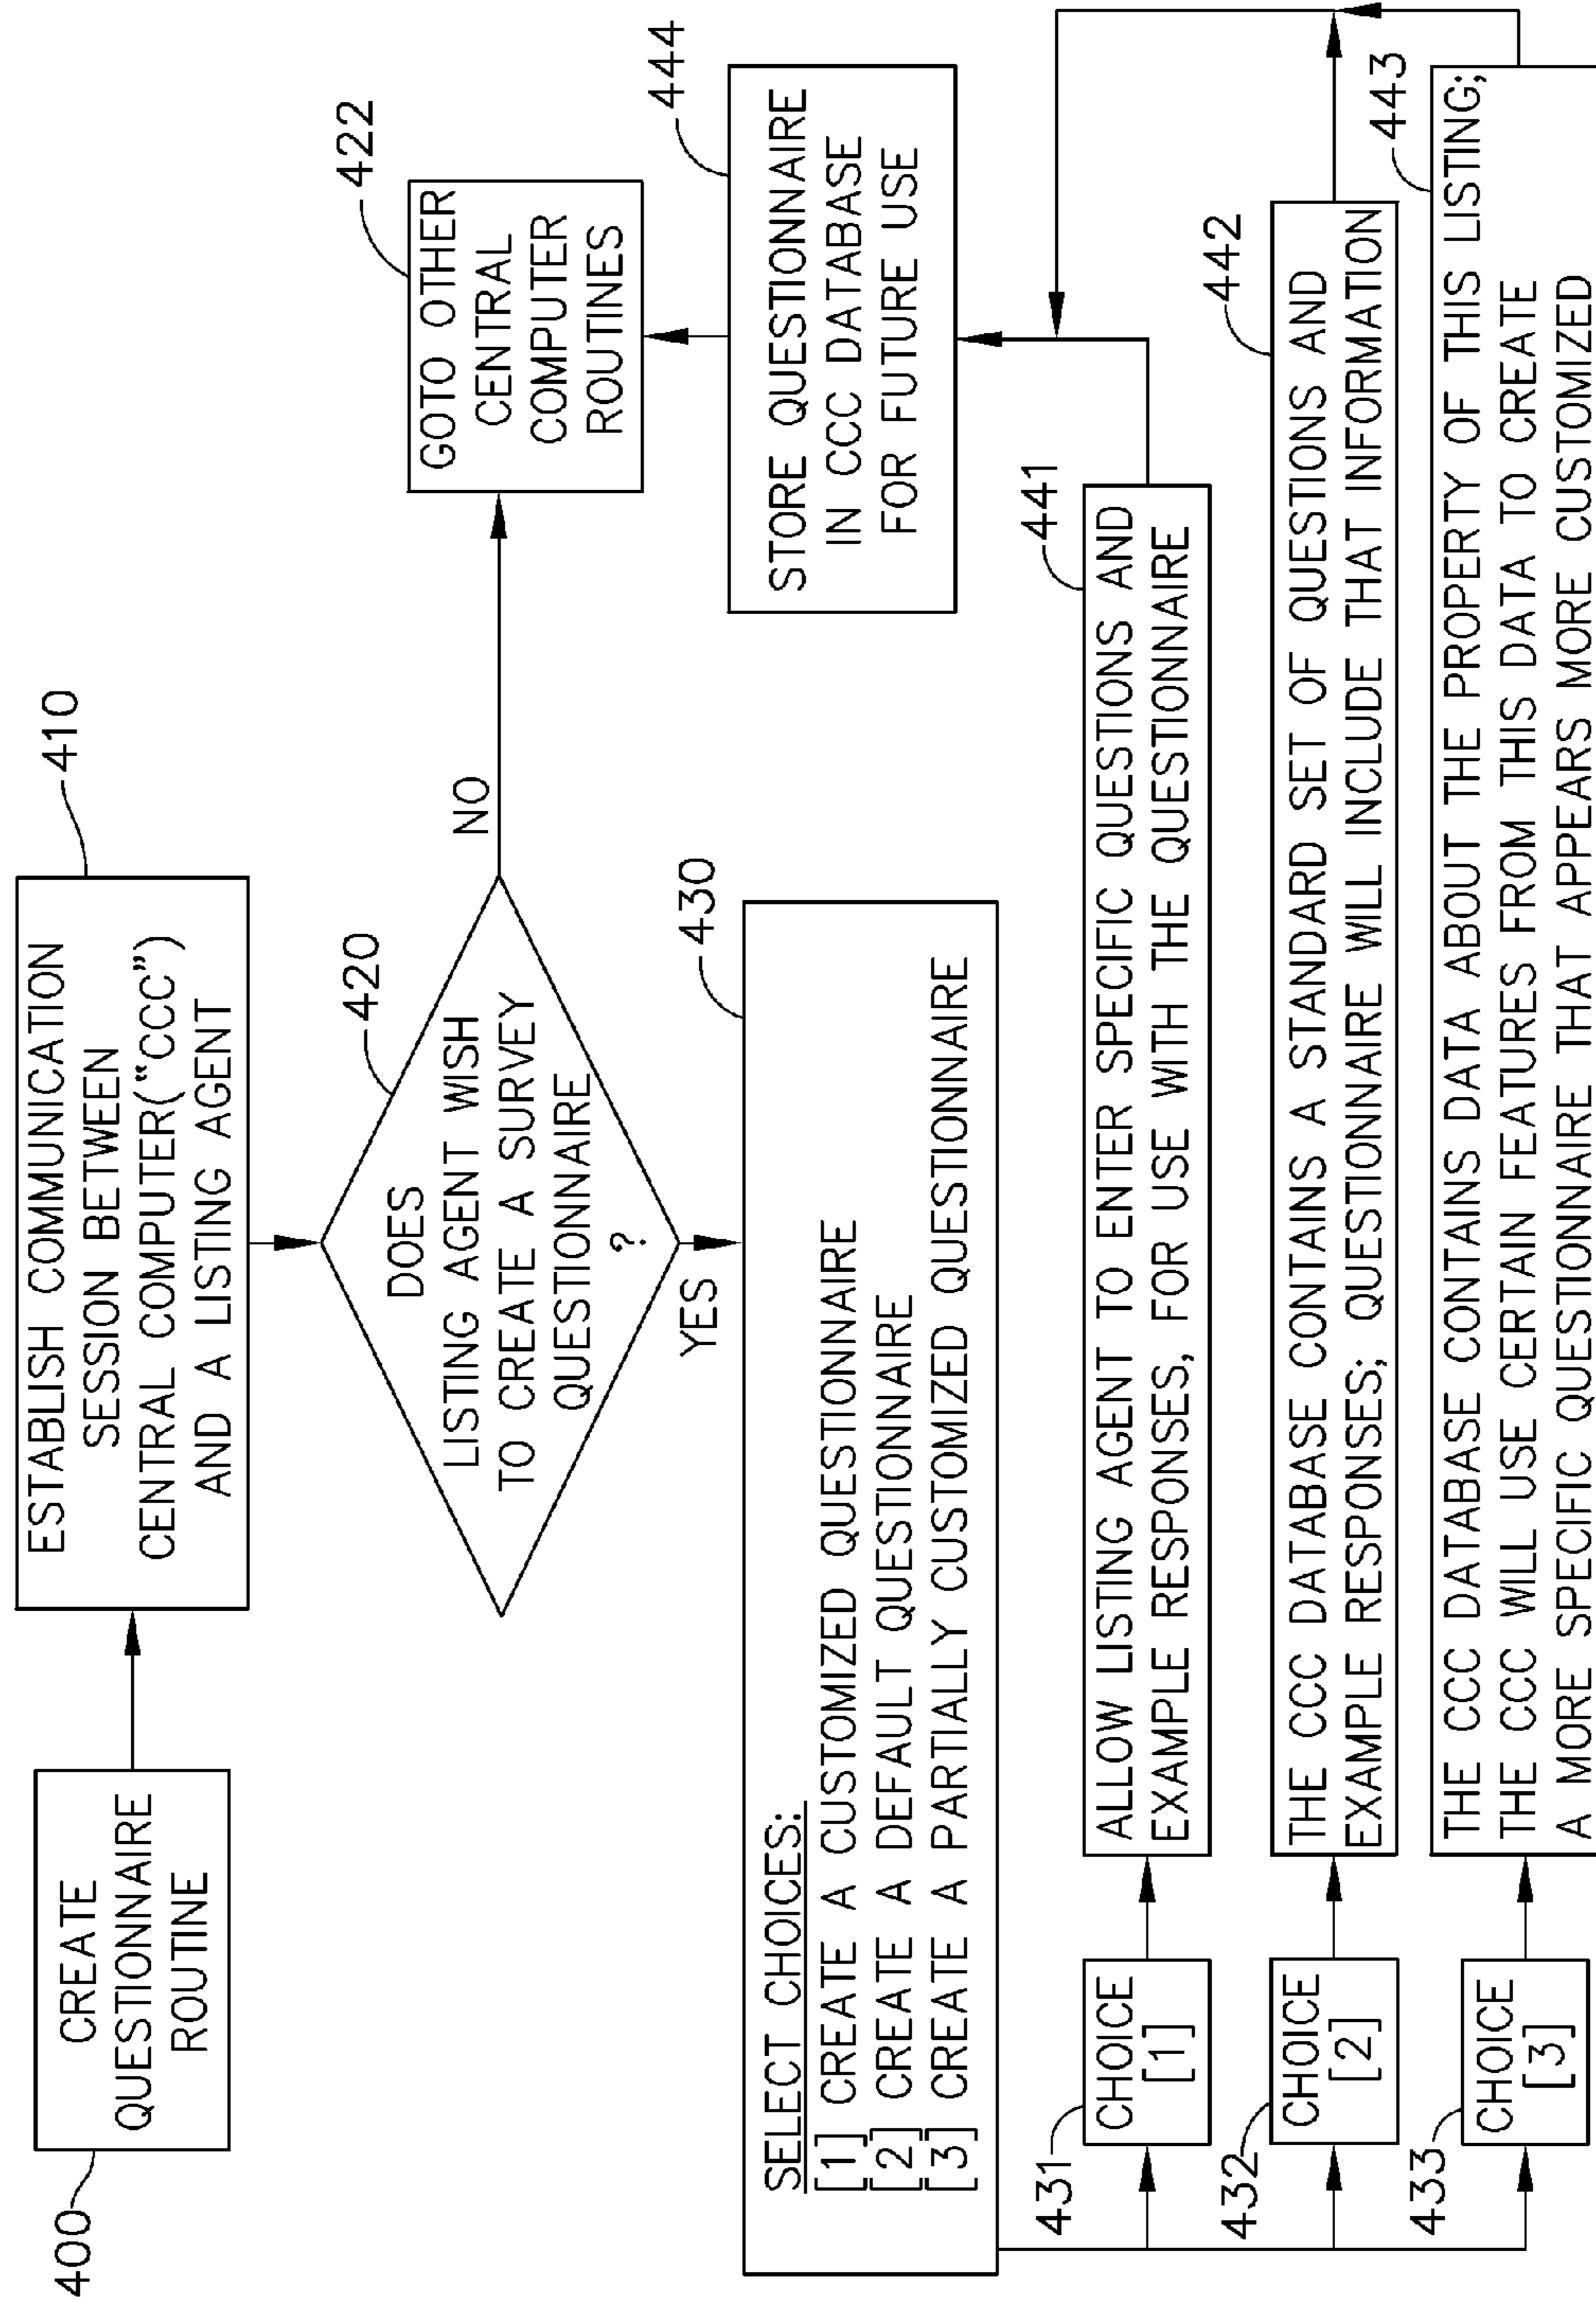 400
CREATE
QUESTIONNAIRE
ROUTINE
410
ESTABLISH COMMUNICATION
SESSION BETWEEN
CENTRAL COMPUTER("CCC")
AND A LISTING AGENT
420
DOES
LISTING AGENT WISH
TO CREATE A SURVEY
QUESTIONNAIRE
?
NO
YES
422
GOTO OTHER
CENTRAL
COMPUTER
ROUTINES
430
SELECT CHOICES:
[1] CREATE A CUSTOMIZED QUESTIONNAIRE
[2] CREATE A DEFAULT QUESTIONNAIRE
[3] CREATE A PARTIALLY CUSTOMIZED QUESTIONNAIRE
444
STORE QUESTIONNAIRE
IN CCC DATABASE
FOR FUTURE USE
431
CHOICE
[1]
441
ALLOW LISTING AGENT TO ENTER SPECIFIC QUESTIONS AND
EXAMPLE RESPONSES, FOR USE WITH THE QUESTIONNAIRE
432
CHOICE
[2]
442
THE CCC DATABASE CONTAINS A STANDARD SET OF QUESTIONS AND
EXAMPLE RESPONSES; QUESTIONNAIRE WILL INCLUDE THAT INFORMATION
433
CHOICE
[3]
443
THE CCC DATABASE CONTAINS DATA ABOUT THE PROPERTY OF THIS LISTING;
THE CCC WILL USE CERTAIN FEATURES FROM THIS DATA TO CREATE
A MORE SPECIFIC QUESTIONNAIRE THAT APPEARS MORE CUSTOMIZED